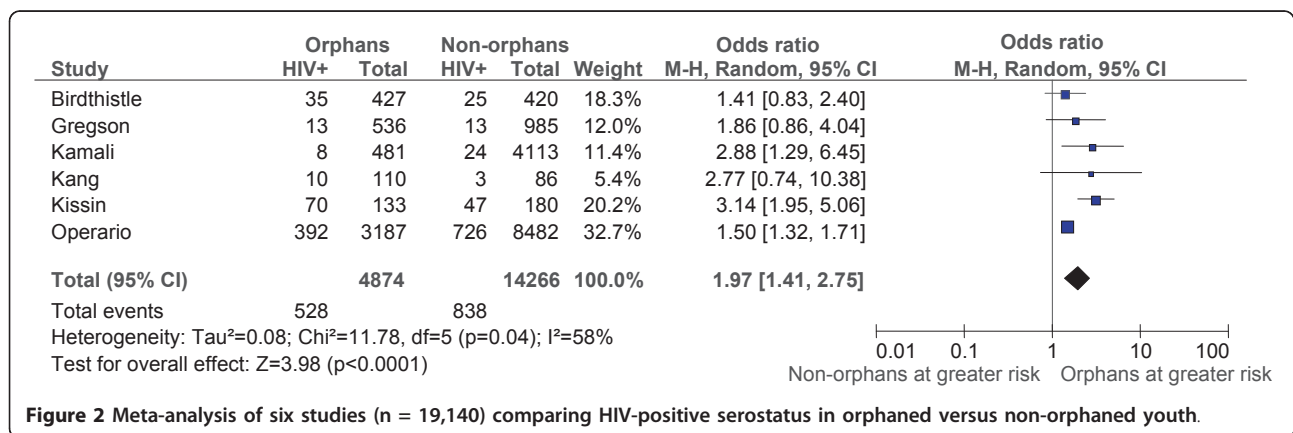 Orphans Non-orphans Odds ratio Odds ratio
Study HIV+ Total HIV+ Total Weight M-H, Random, 95% CI M-H, Random, 95% CI
Birdthistle 35 427 25 420 18.3% 1.41 [0.83, 2.40]
Gregson 13 536 13 985 12.0% 1.86 [0.86, 4.04]
Kamali 8 481 24 4113 11.4% 2.88 [1.29, 6.45]
Kang 10 110 3 86 5.4% 2.77 [0.74, 10.38]
Kissin 70 133 47 180 20.2% 3.14 [1.95, 5.06]
Operario 392 3187 726 8482 32.7% 1.50 [1.32, 1.71]
Total (95% CI) 4874 14266 100.0% 1.97 [1.41, 2.75]
Total events 528 838
Heterogeneity: Tau²=0.08; Chi²=11.78, df=5 (p=0.04); I²=58%
Test for overall effect: Z=3.98 (p<0.0001)
0.01 0.1 1 10 100
Non-orphans at greater risk Orphans at greater risk
Figure 2 Meta-analysis of six studies (n = 19,140) comparing HIV-positive serostatus in orphaned versus non-orphaned youth.